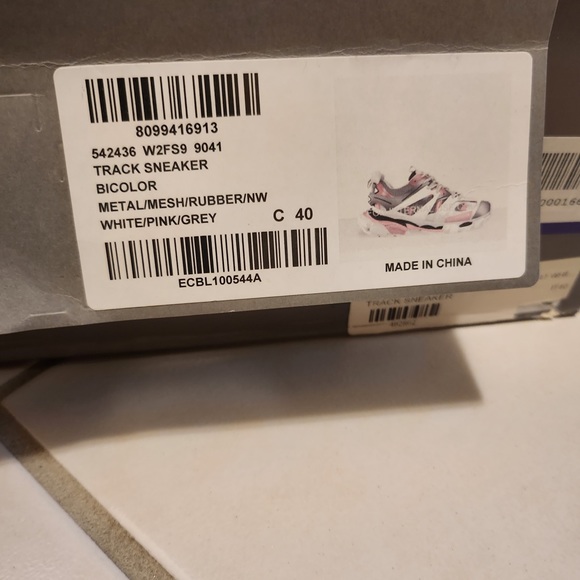 8099416913
542436 W2FS9 9041
TRACK SNEAKER
BICOLOR
METAL/MESH/RUBBER/NW
WHITE/PINK/GREY C 40
ECBL100544A
MADE IN CHINA
TRACK SNEAKER